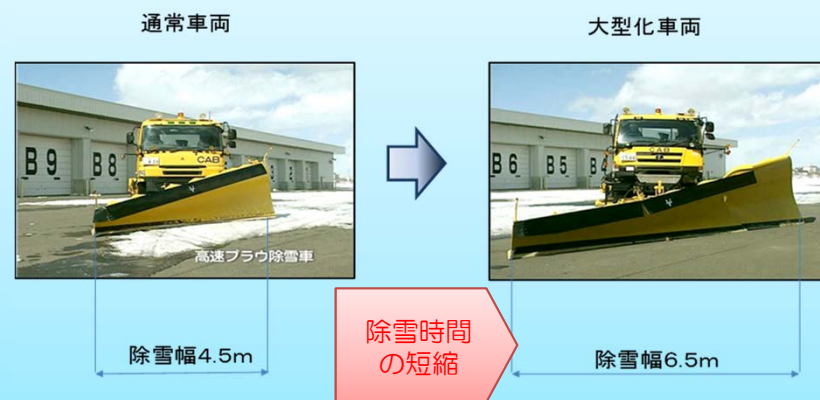 通常車両
大型化車両
B9
B8
CAB
高速プラウ除雪車
B6
B5
CAB
除雪時間
の短縮
除雪幅4.5m
除雪幅6.5m